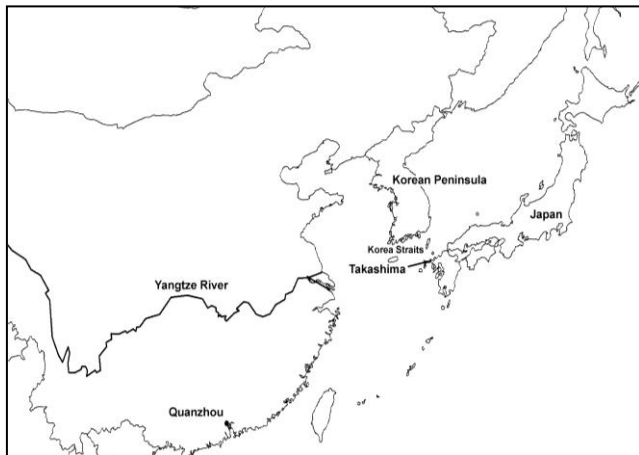 Korean Peninsula
Japan
Korea Straits
Takashima
Yangtze River
Quanzhou